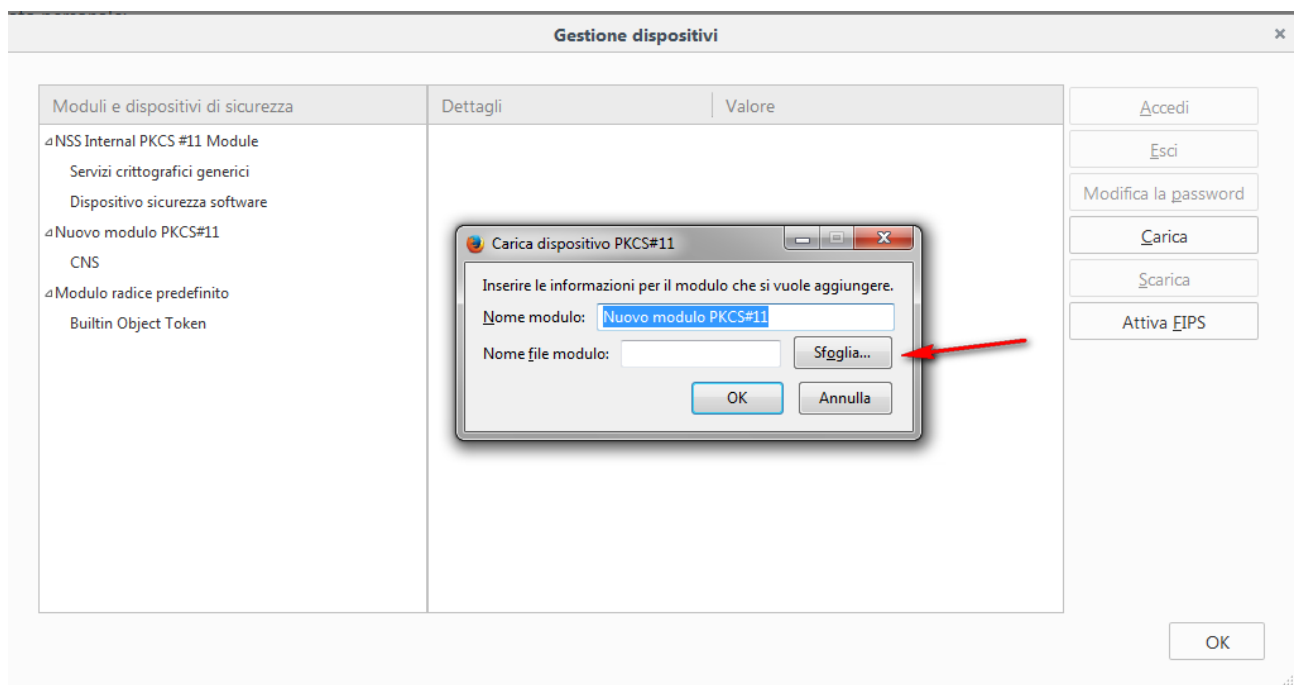 Gestione dispositivi
Moduli e dispositivi di sicurezza
Dettagli
Valore
Accedi
NSS Internal PKCS #11 Module
Esci
Servizi crittografici generici
Modifica la password
Dispositivo sicurezza software
Nuovo modulo PKCS#11
Carica
CNS
Scarica
Modulo radice predefinito
Builtin Object Token
Attiva FIPS
Carica dispositivo PKCS#11
Inserire le informazioni per il modulo che si vuole aggiungere.
Nome modulo: Nuovo modulo PKCS#11
Nome file modulo: Sfoglia...
OK Annulla
OK